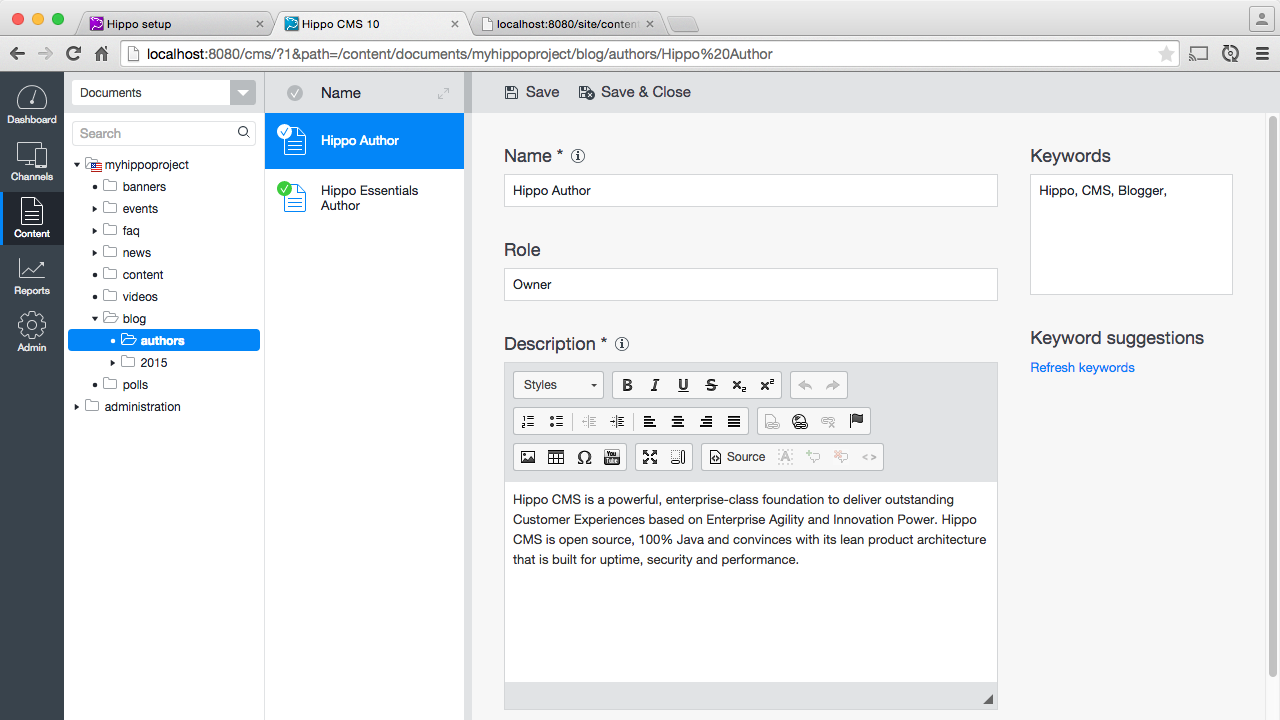 Hippo setup
Hippo CMS 10
localhost:8080/site/conten
localhost:8080/cms/?1&path=/content/documents/myhippoproject/blog/authors/Hippo%20Author
Dashboard
Channels
Content
Reports
Admin
Documents
Search
myhippoproject
banners
events
faq
news
content
videos
blog
authors
2015
polls
administration
Name
Hippo Author
Hippo Essentials
Author
Save
Save & Close
Name *
Hippo Author
Role
Owner
Description *
Styles
B I U S x₂ x²
Ω You Tube
Source A < >
Hippo CMS is a powerful, enterprise-class foundation to deliver outstanding
Customer Experiences based on Enterprise Agility and Innovation Power. Hippo
CMS is open source, 100% Java and convinces with its lean product architecture
that is built for uptime, security and performance.
Keywords
Hippo, CMS, Blogger,
Keyword suggestions
Refresh keywords